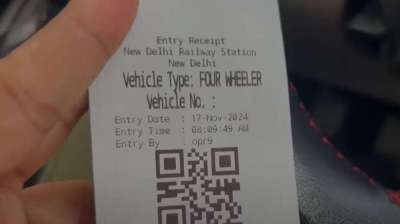 Entry Receipt
New Delhi Railway Station
New Delhi
Vehicle Type: FOUR WHEELER
Vehicle No. :
Entry Date : 17-Nov-2024
Entry Time : 08:09:49 AM
Entry By : opr9